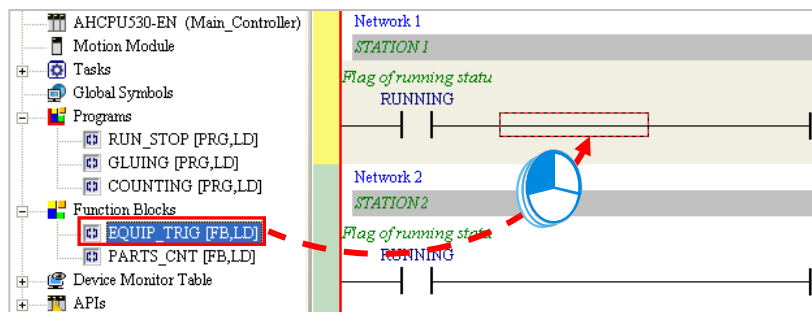 AHCPU530-EN (Main_Controller)
Motion Module
Tasks
Global Symbols
Programs
RUN_STOP [PRG,LD]
GLUING [PRG,LD]
COUNTING [PRG,LD]
Function Blocks
EQUIP_TRIG [FB,LD]
PARTS_CNT [FB,LD]
Device Monitor Table
APIs
Network 1
STATION 1
Flag of running statu
RUNNING
Network 2
STATION 2
Flag of running statu
RUNNING